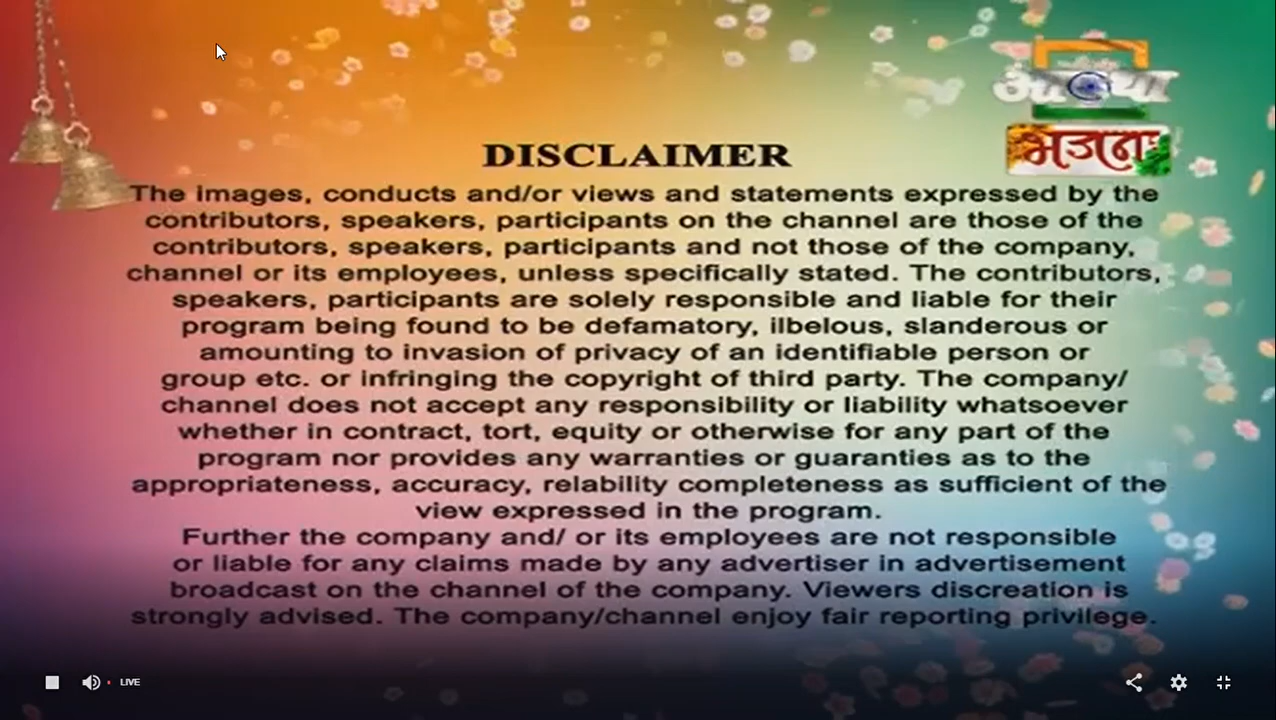 आस्था
भजन
DISCLAIMER
The images, conducts and/or views and statements expressed by the
contributors, speakers, participants on the channel are those of the
contributors, speakers, participants and not those of the company,
channel or its employees, unless specifically stated. The contributors,
speakers, participants are solely responsible and liable for their
program being found to be defamatory, ilbelous, slanderous or
amounting to invasion of privacy of an identifiable person or
group etc. or infringing the copyright of third party. The company/
channel does not accept any responsibility or liability whatsoever
whether in contract, tort, equity or otherwise for any part of the
program nor provides any warranties or guaranties as to the
appropriateness, accuracy, relability completeness as sufficient of the
view expressed in the program.
Further the company and/ or its employees are not responsible
or liable for any claims made by any advertiser in advertisement
broadcast on the channel of the company. Viewers discreation is
strongly advised. The company/channel enjoy fair reporting privilege.
LIVE